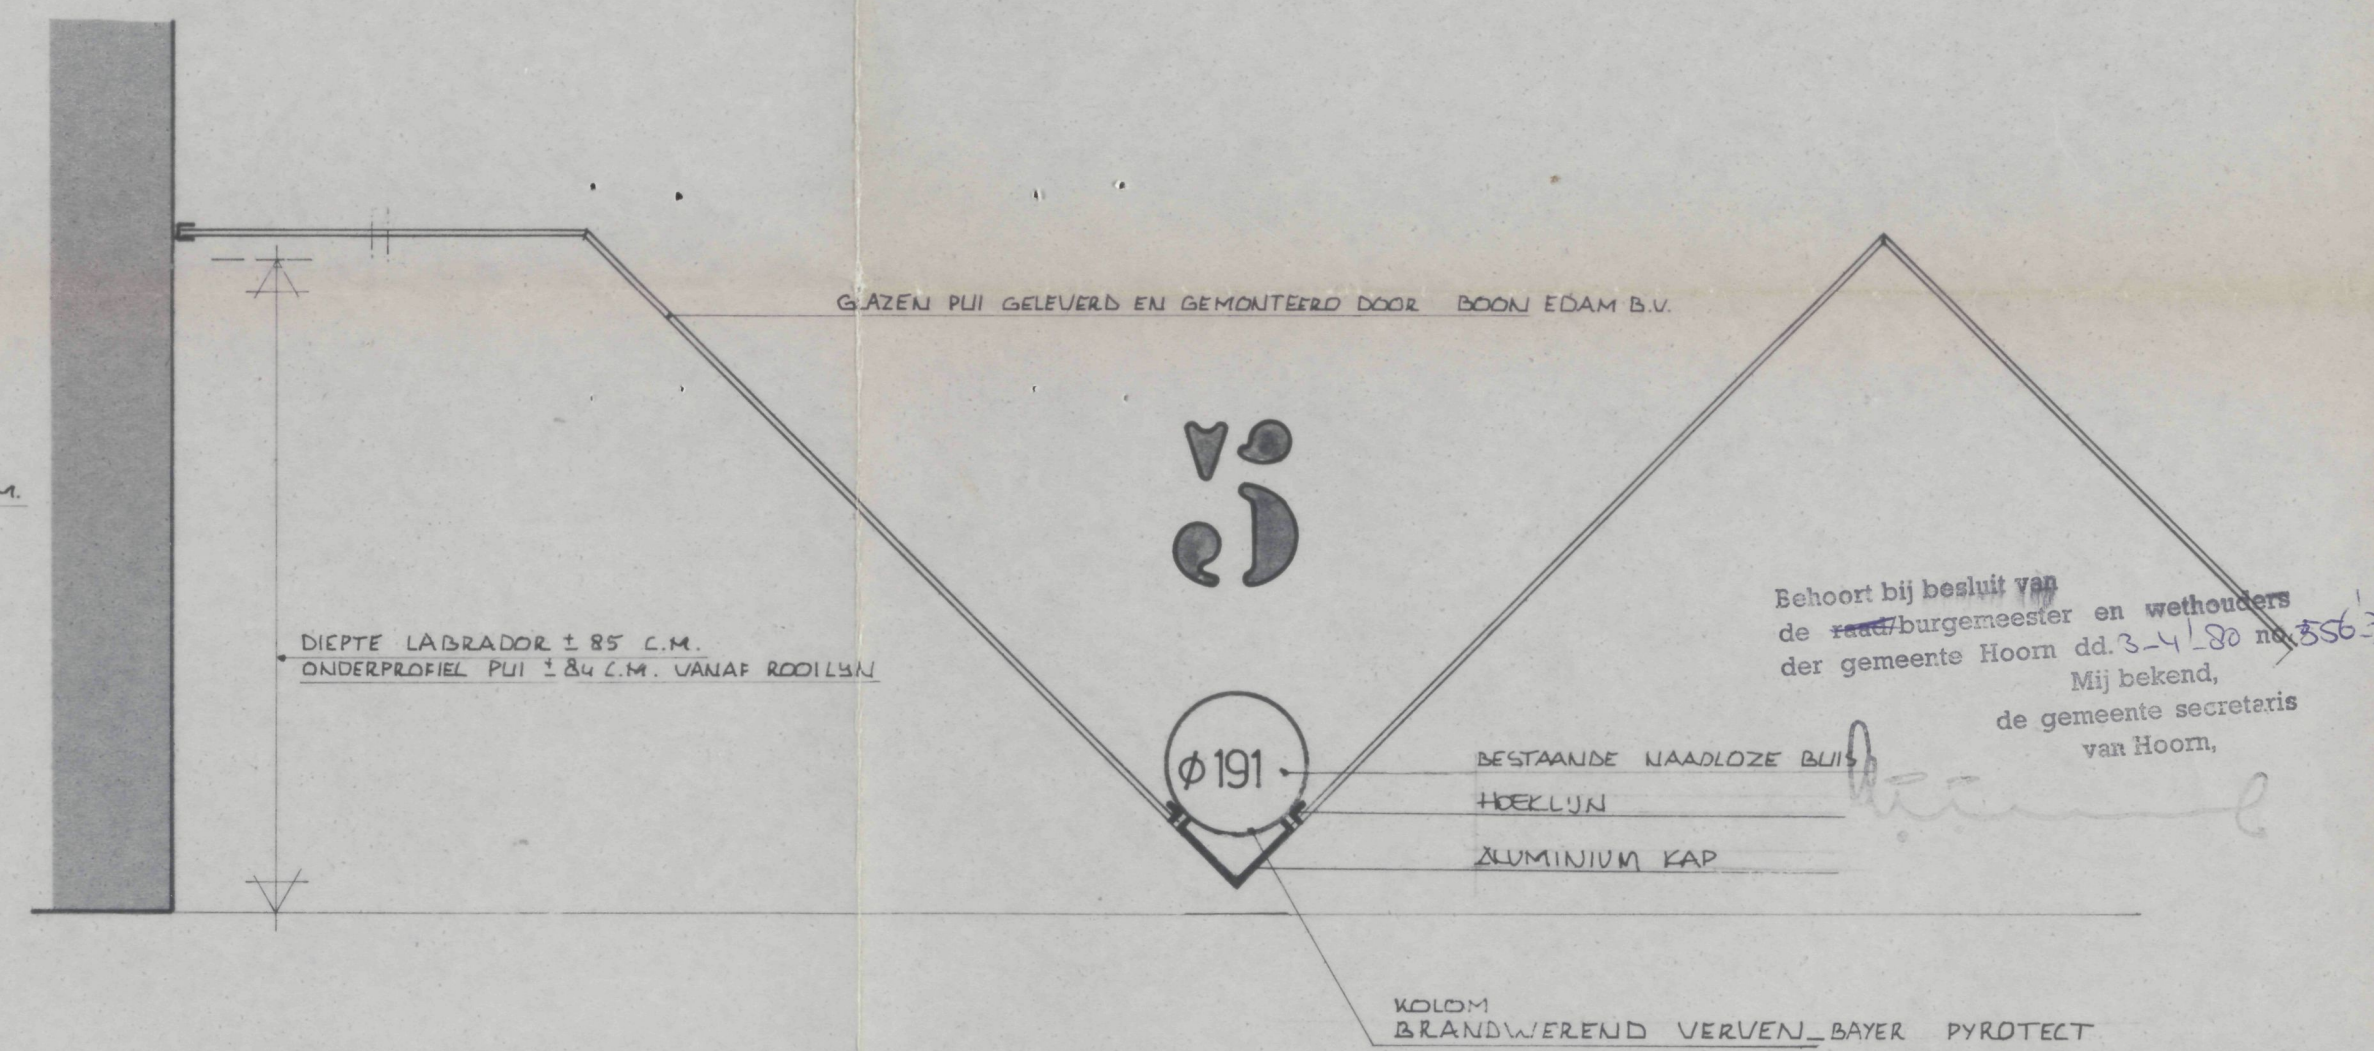 M.
GLAZEN PUI GELEVERD EN GEMONTEERD DOOR BOON EDAM B.V.
5
DIEPTE LABRADOR ± 85 C.M.
ONDERPROFIEL PUI ± 84 C.M. VANAF ROOILYN
Behoort bij besluit van
de raad/burgemeester en wethouders
der gemeente Hoorn dd. 3-4-'80 no. 556
Mij bekend,
de gemeente secretaris
van Hoorn,
ø191
BESTAANDE NAADLOZE BUIS
HOEKLIJN
ALUMINIUM KAP
KOLOM
BRANDWEREND VERVEN_BAYER PYROTECT